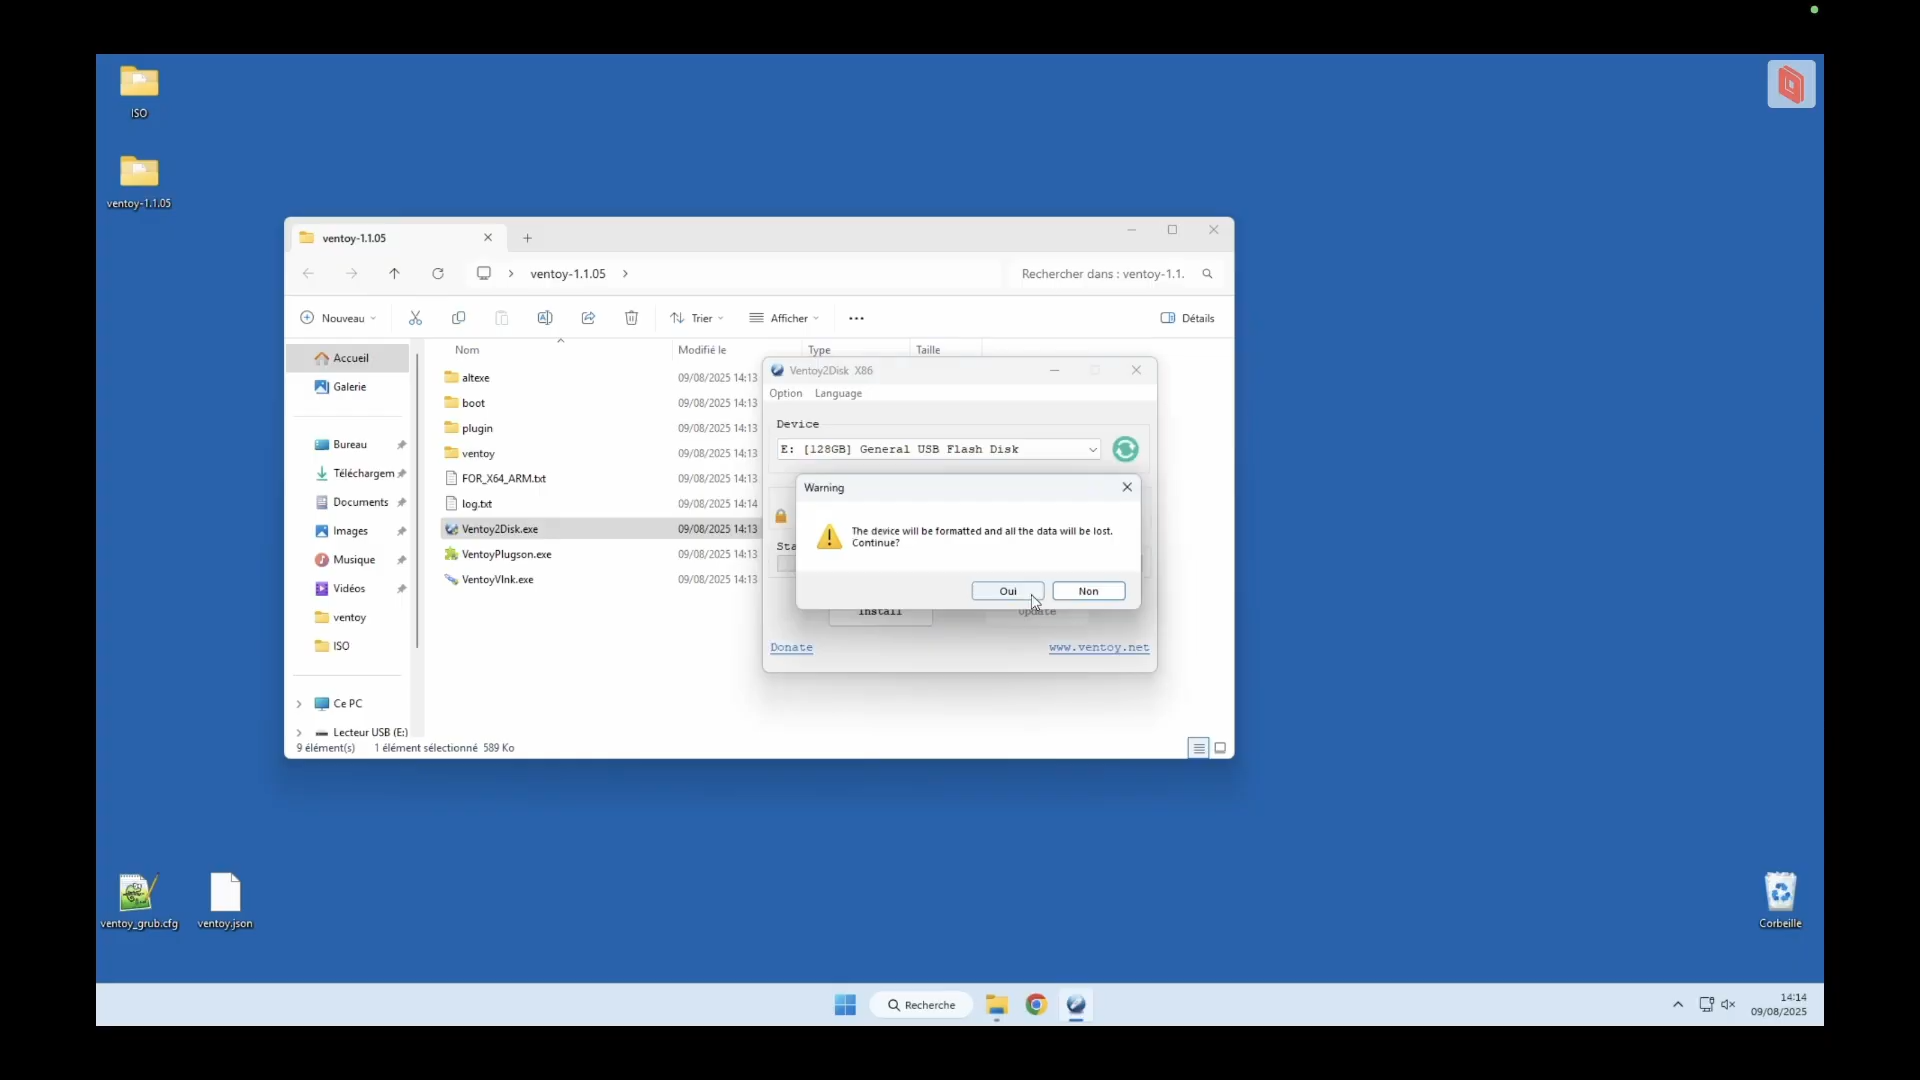 ISO
ventoy-1.1.05
ventoy-1.1.05
ventoy-1.1.05
Rechercher dans : ventoy-1.1.
Nouveau
Trier
Afficher
Détails
Accueil
Galerie
Bureau
Téléchargem
Documents
Images
Musique
Vidéos
ventoy
ISO
Ce PC
Lecteur USB (E:)
Nom Modifié le Type Taille
altexe 09/08/2025 14:13
boot 09/08/2025 14:13
plugin 09/08/2025 14:13
ventoy 09/08/2025 14:13
FOR_X64_ARM.txt 09/08/2025 14:13
log.txt 09/08/2025 14:14
Ventoy2Disk.exe 09/08/2025 14:13
VentoyPlugson.exe 09/08/2025 14:13
VentoyVlnk.exe 09/08/2025 14:13
9 élément(s) 1 élément sélectionné 589 Ko
Ventoy2Disk X86
Option Language
Device
E: [128GB] General USB Flash Disk
Sta
Warning
The device will be formatted and all the data will be lost.
Continue?
Oui Non
Install Update
Donate www.ventoy.net
ventoy_grub.cfg
ventoy.json
Corbeille
Recherche
14:14
09/08/2025